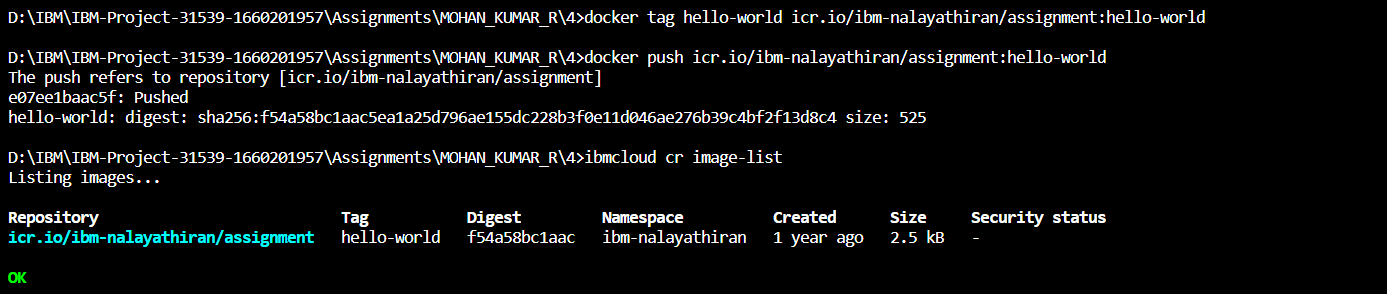 D:\IBM\IBM-Project-31539-1660201957\Assignments\MOHAN_KUMAR_R\4>docker tag hello-world icr.io/ibm-nalayathiran/assignment:hello-world
D:\IBM\IBM-Project-31539-1660201957\Assignments\MOHAN_KUMAR_R\4>docker push icr.io/ibm-nalayathiran/assignment:hello-world
The push refers to repository [icr.io/ibm-nalayathiran/assignment]
e07ee1baac5f: Pushed
hello-world: digest: sha256:f54a58bc1aac5ea1a25d796ae155dc228b3f0e11d046ae276b39c4bf2f13d8c4 size: 525
D:\IBM\IBM-Project-31539-1660201957\Assignments\MOHAN_KUMAR_R\4>ibmcloud cr image-list
Listing images...
Repository Tag Digest Namespace Created Size Security status
icr.io/ibm-nalayathiran/assignment hello-world f54a58bc1aac ibm-nalayathiran 1 year ago 2.5 kB -
OK